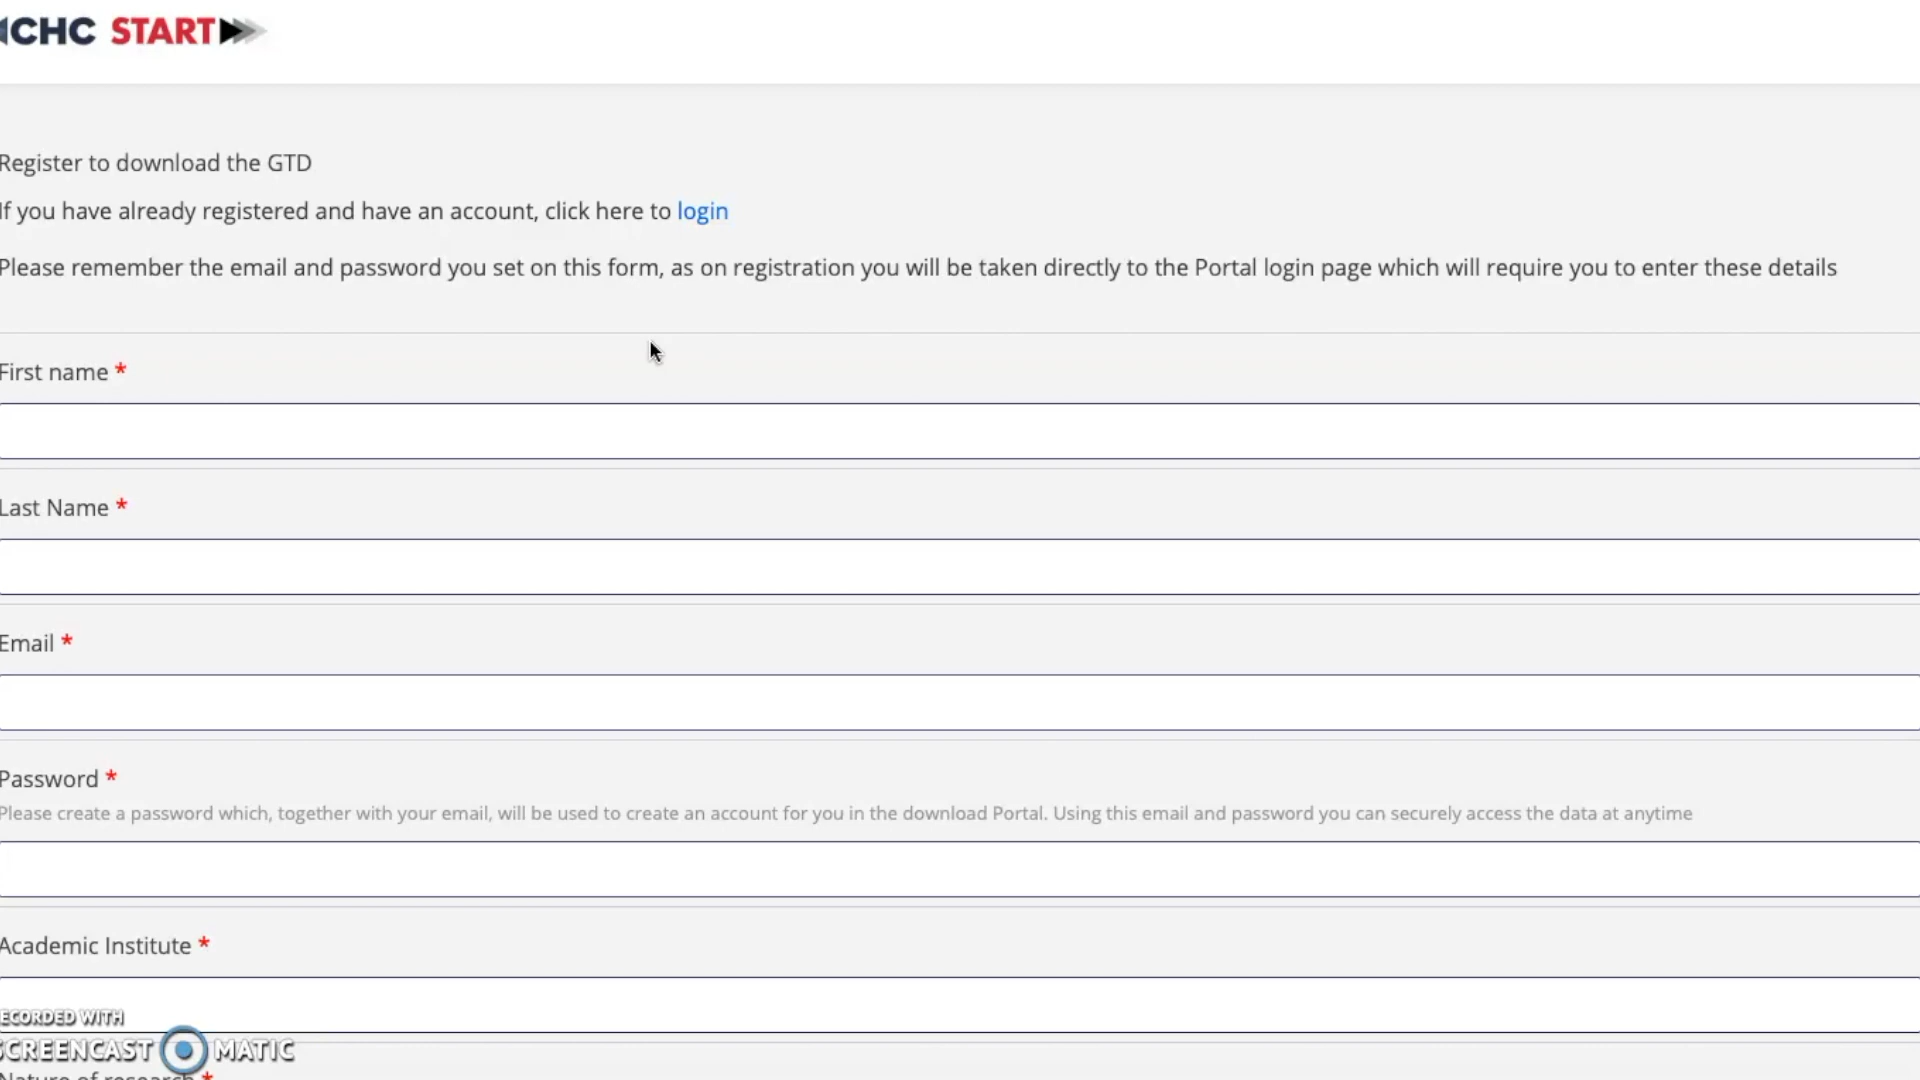 CHC START
Register to download the GTD
If you have already registered and have an account, click here to login
Please remember the email and password you set on this form, as on registration you will be taken directly to the Portal login page which will require you to enter these details
First name *
Last Name *
Email *
Password *
Please create a password which, together with your email, will be used to create an account for you in the download Portal. Using this email and password you can securely access the data at anytime
Academic Institute *
RECORDED WITH
SCREENCAST MATIC
Nature of research *